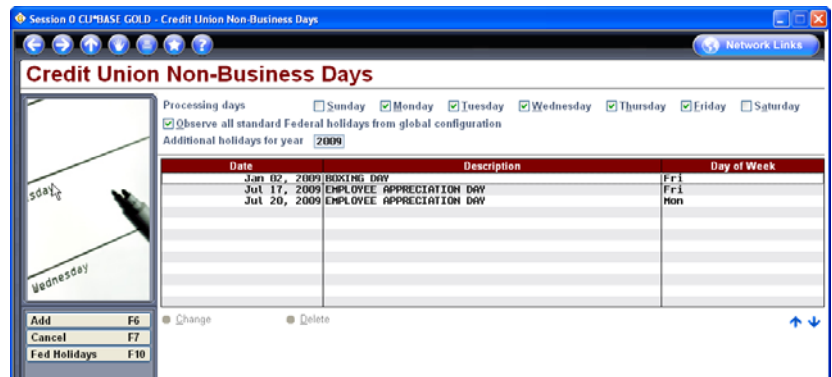 Session 0 CU*BASE GOLD - Credit Union Non-Business Days
Network Links
Credit Union Non-Business Days
Processing days Sunday Monday Tuesday Wednesday Thursday Friday Saturday
Observe all standard Federal holidays from global configuration
Additional holidays for year 2009
Date Description Day of Week
Jan 02, 2009 BOXING DAY Fri
Jul 17, 2009 EMPLOYEE APPRECIATION DAY Fri
Jul 20, 2009 EMPLOYEE APPRECIATION DAY Mon
sday
Wednesday
Add F6
Cancel F7
Fed Holidays F10
Change Delete